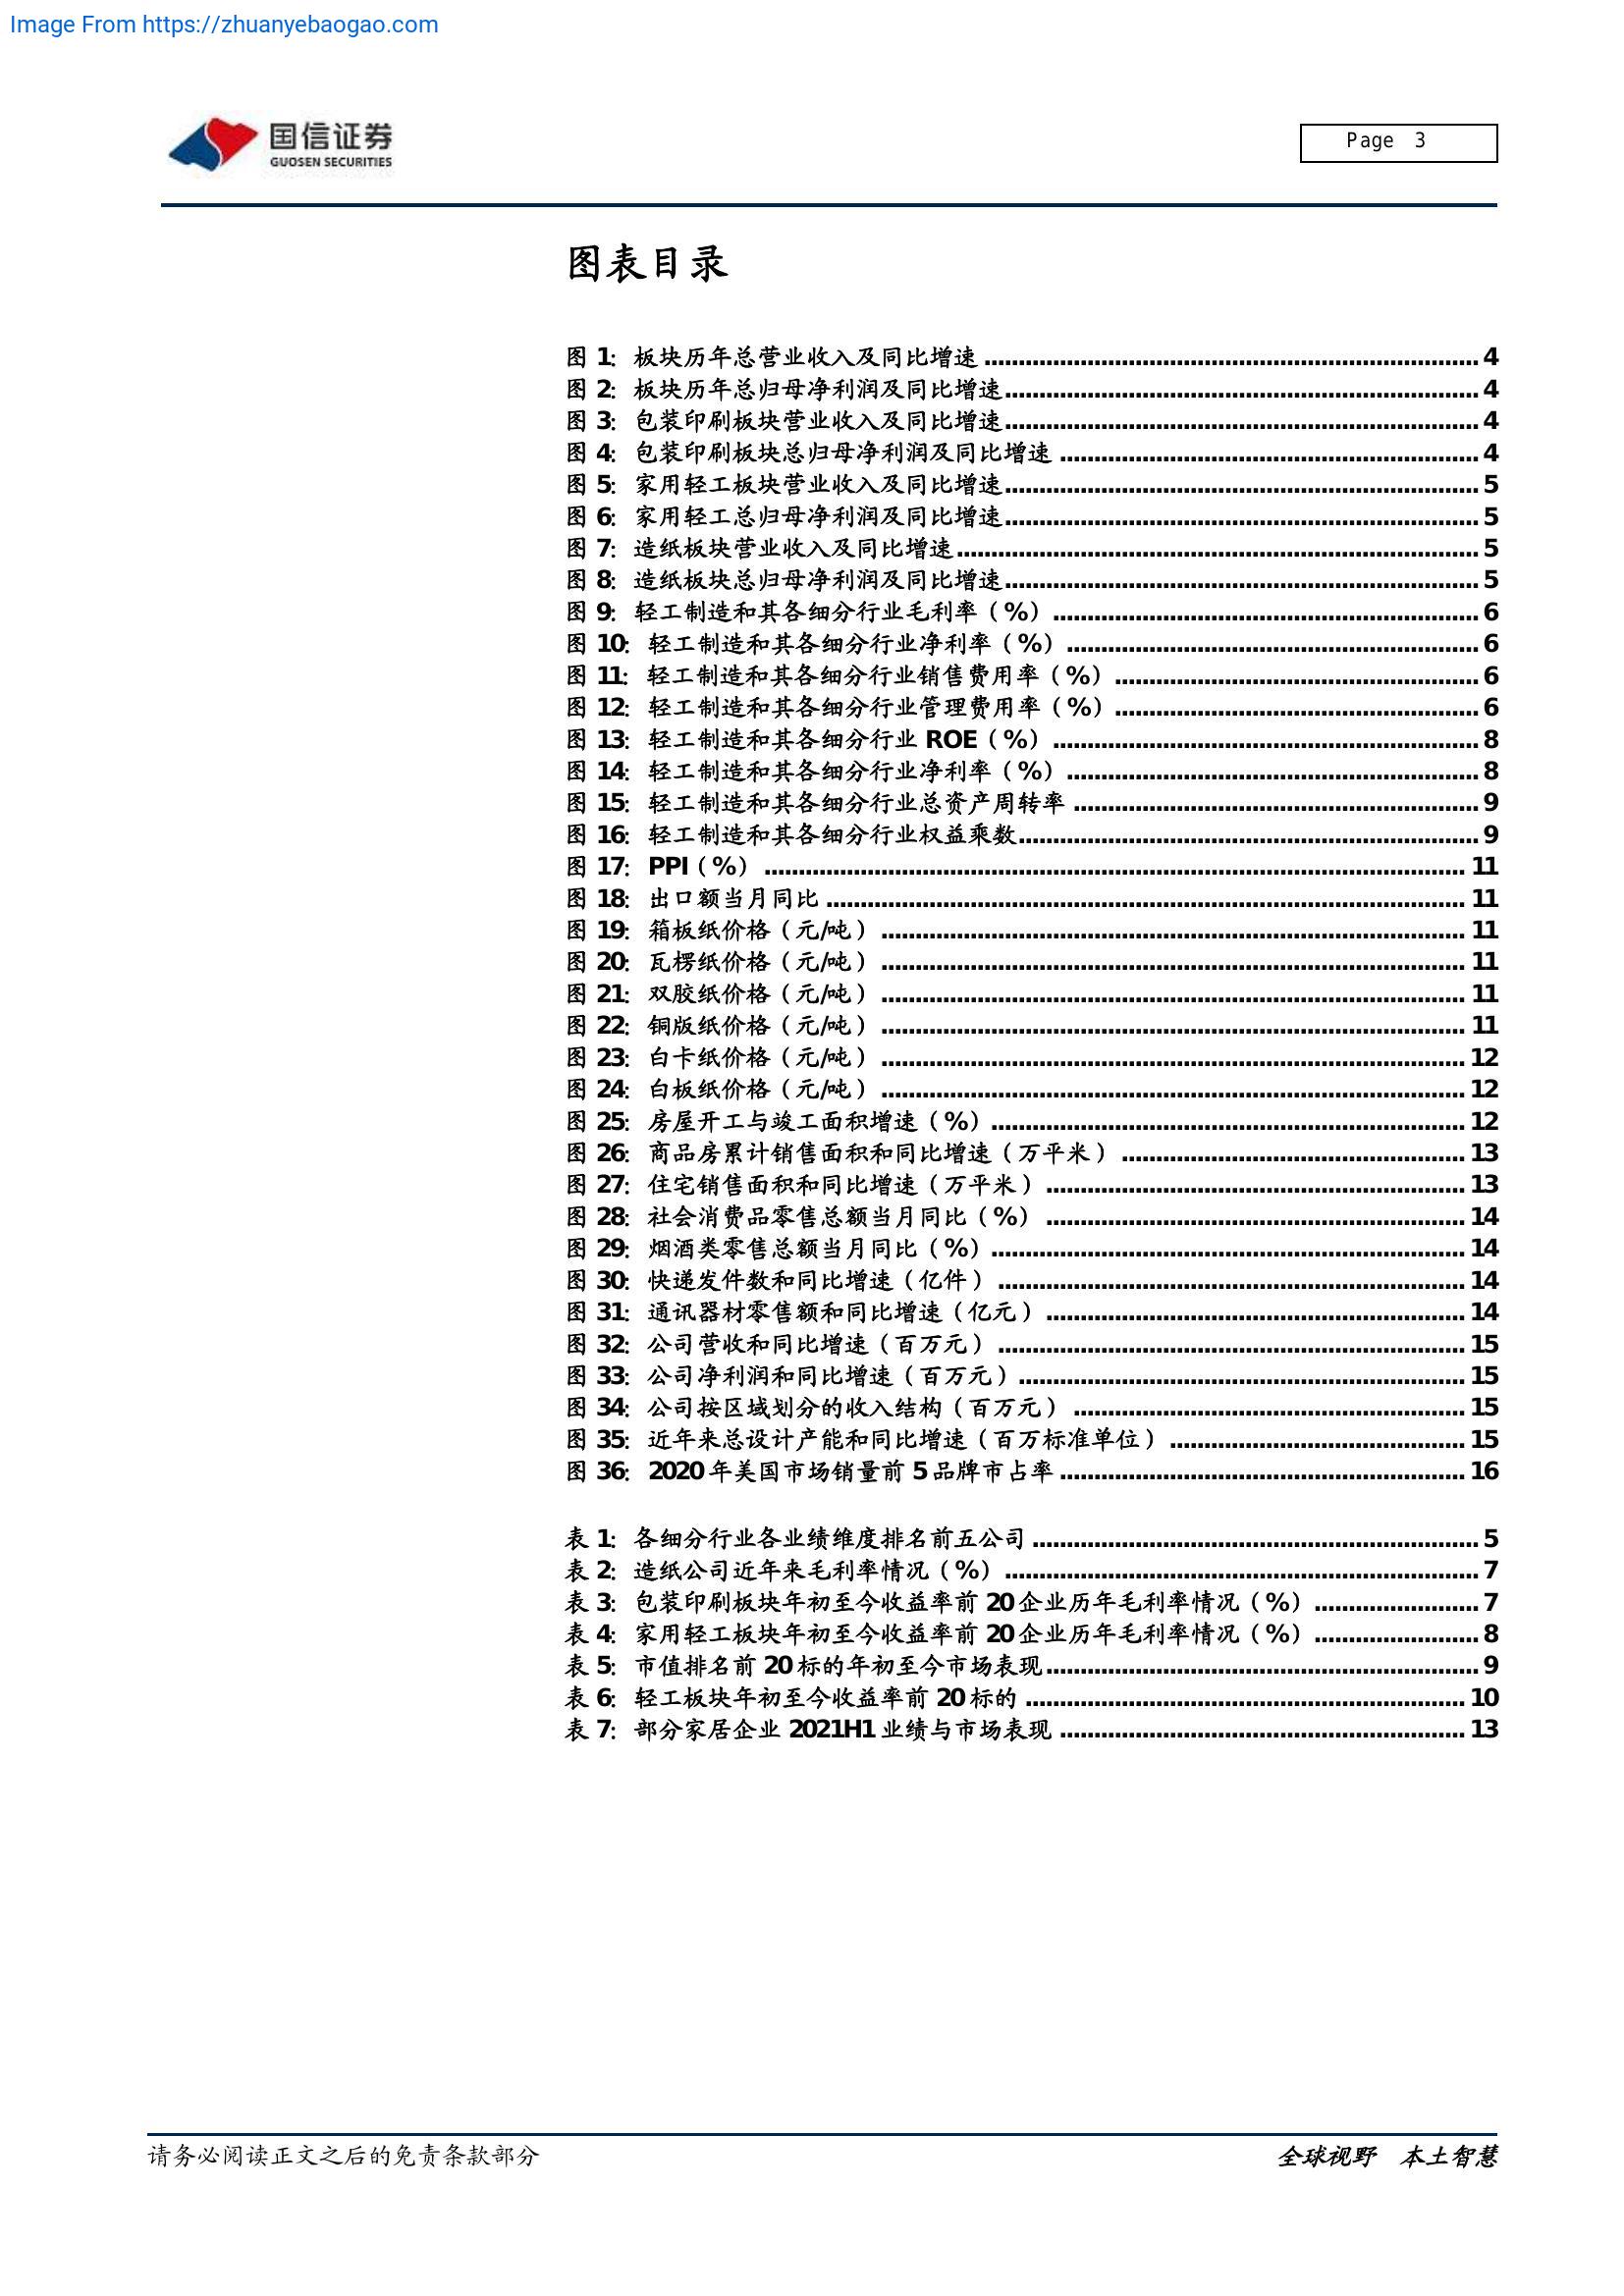 Image From https://zhuanyebaogao.com
国信证券
GUOSEN SECURITIES
Page 3
图表目录
图 1: 板块历年总营业收入及同比增速 ........................................ 4
图 2: 板块历年总归母净利润及同比增速........................................ 4
图 3: 包装印刷板块营业收入及同比增速........................................ 4
图 4: 包装印刷板块总归母净利润及同比增速 ........................................ 4
图 5: 家用轻工板块营业收入及同比增速........................................ 5
图 6: 家用轻工总归母净利润及同比增速........................................ 5
图 7: 造纸板块营业收入及同比增速........................................ 5
图 8: 造纸板块总归母净利润及同比增速........................................ 5
图 9: 轻工制造和其各细分行业毛利率（%） ........................................ 6
图 10: 轻工制造和其各细分行业净利率（%） ........................................ 6
图 11: 轻工制造和其各细分行业销售费用率（%） ........................................ 6
图 12: 轻工制造和其各细分行业管理费用率（%） ........................................ 6
图 13: 轻工制造和其各细分行业 ROE（%） ........................................ 8
图 14: 轻工制造和其各细分行业净利率（%） ........................................ 8
图 15: 轻工制造和其各细分行业总资产周转率 ........................................ 9
图 16: 轻工制造和其各细分行业权益乘数........................................ 9
图 17: PPI（%） ........................................ 11
图 18: 出口额当月同比 ........................................ 11
图 19: 箱板纸价格（元/吨） ........................................ 11
图 20: 瓦楞纸价格（元/吨） ........................................ 11
图 21: 双胶纸价格（元/吨） ........................................ 11
图 22: 铜版纸价格（元/吨） ........................................ 11
图 23: 白卡纸价格（元/吨） ........................................ 12
图 24: 白板纸价格（元/吨） ........................................ 12
图 25: 房屋开工与竣工面积增速（%） ........................................ 12
图 26: 商品房累计销售面积和同比增速（万平米） ........................................ 13
图 27: 住宅销售面积和同比增速（万平米） ........................................ 13
图 28: 社会消费品零售总额当月同比（%） ........................................ 14
图 29: 烟酒类零售总额当月同比（%） ........................................ 14
图 30: 快递发件数和同比增速（亿件） ........................................ 14
图 31: 通讯器材零售额和同比增速（亿元） ........................................ 14
图 32: 公司营收和同比增速（百万元） ........................................ 15
图 33: 公司净利润和同比增速（百万元） ........................................ 15
图 34: 公司按区域划分的收入结构（百万元） ........................................ 15
图 35: 近年来总设计产能和同比增速（百万标准单位） ........................................ 15
图 36: 2020 年美国市场销量前 5 品牌市占率 ........................................ 16
表 1: 各细分行业各业绩维度排名前五公司 ........................................ 5
表 2: 造纸公司近年来毛利率情况（%） ........................................ 7
表 3: 包装印刷板块年初至今收益率前 20 企业历年毛利率情况（%） ........................................ 7
表 4: 家用轻工板块年初至今收益率前 20 企业历年毛利率情况（%） ........................................ 8
表 5: 市值排名前 20 标的年初至今市场表现........................................ 9
表 6: 轻工板块年初至今收益率前 20 标的 ........................................ 10
表 7: 部分家居企业 2021H1 业绩与市场表现 ........................................ 13
请务必阅读正文之后的免责条款部分
全球视野 本土智慧